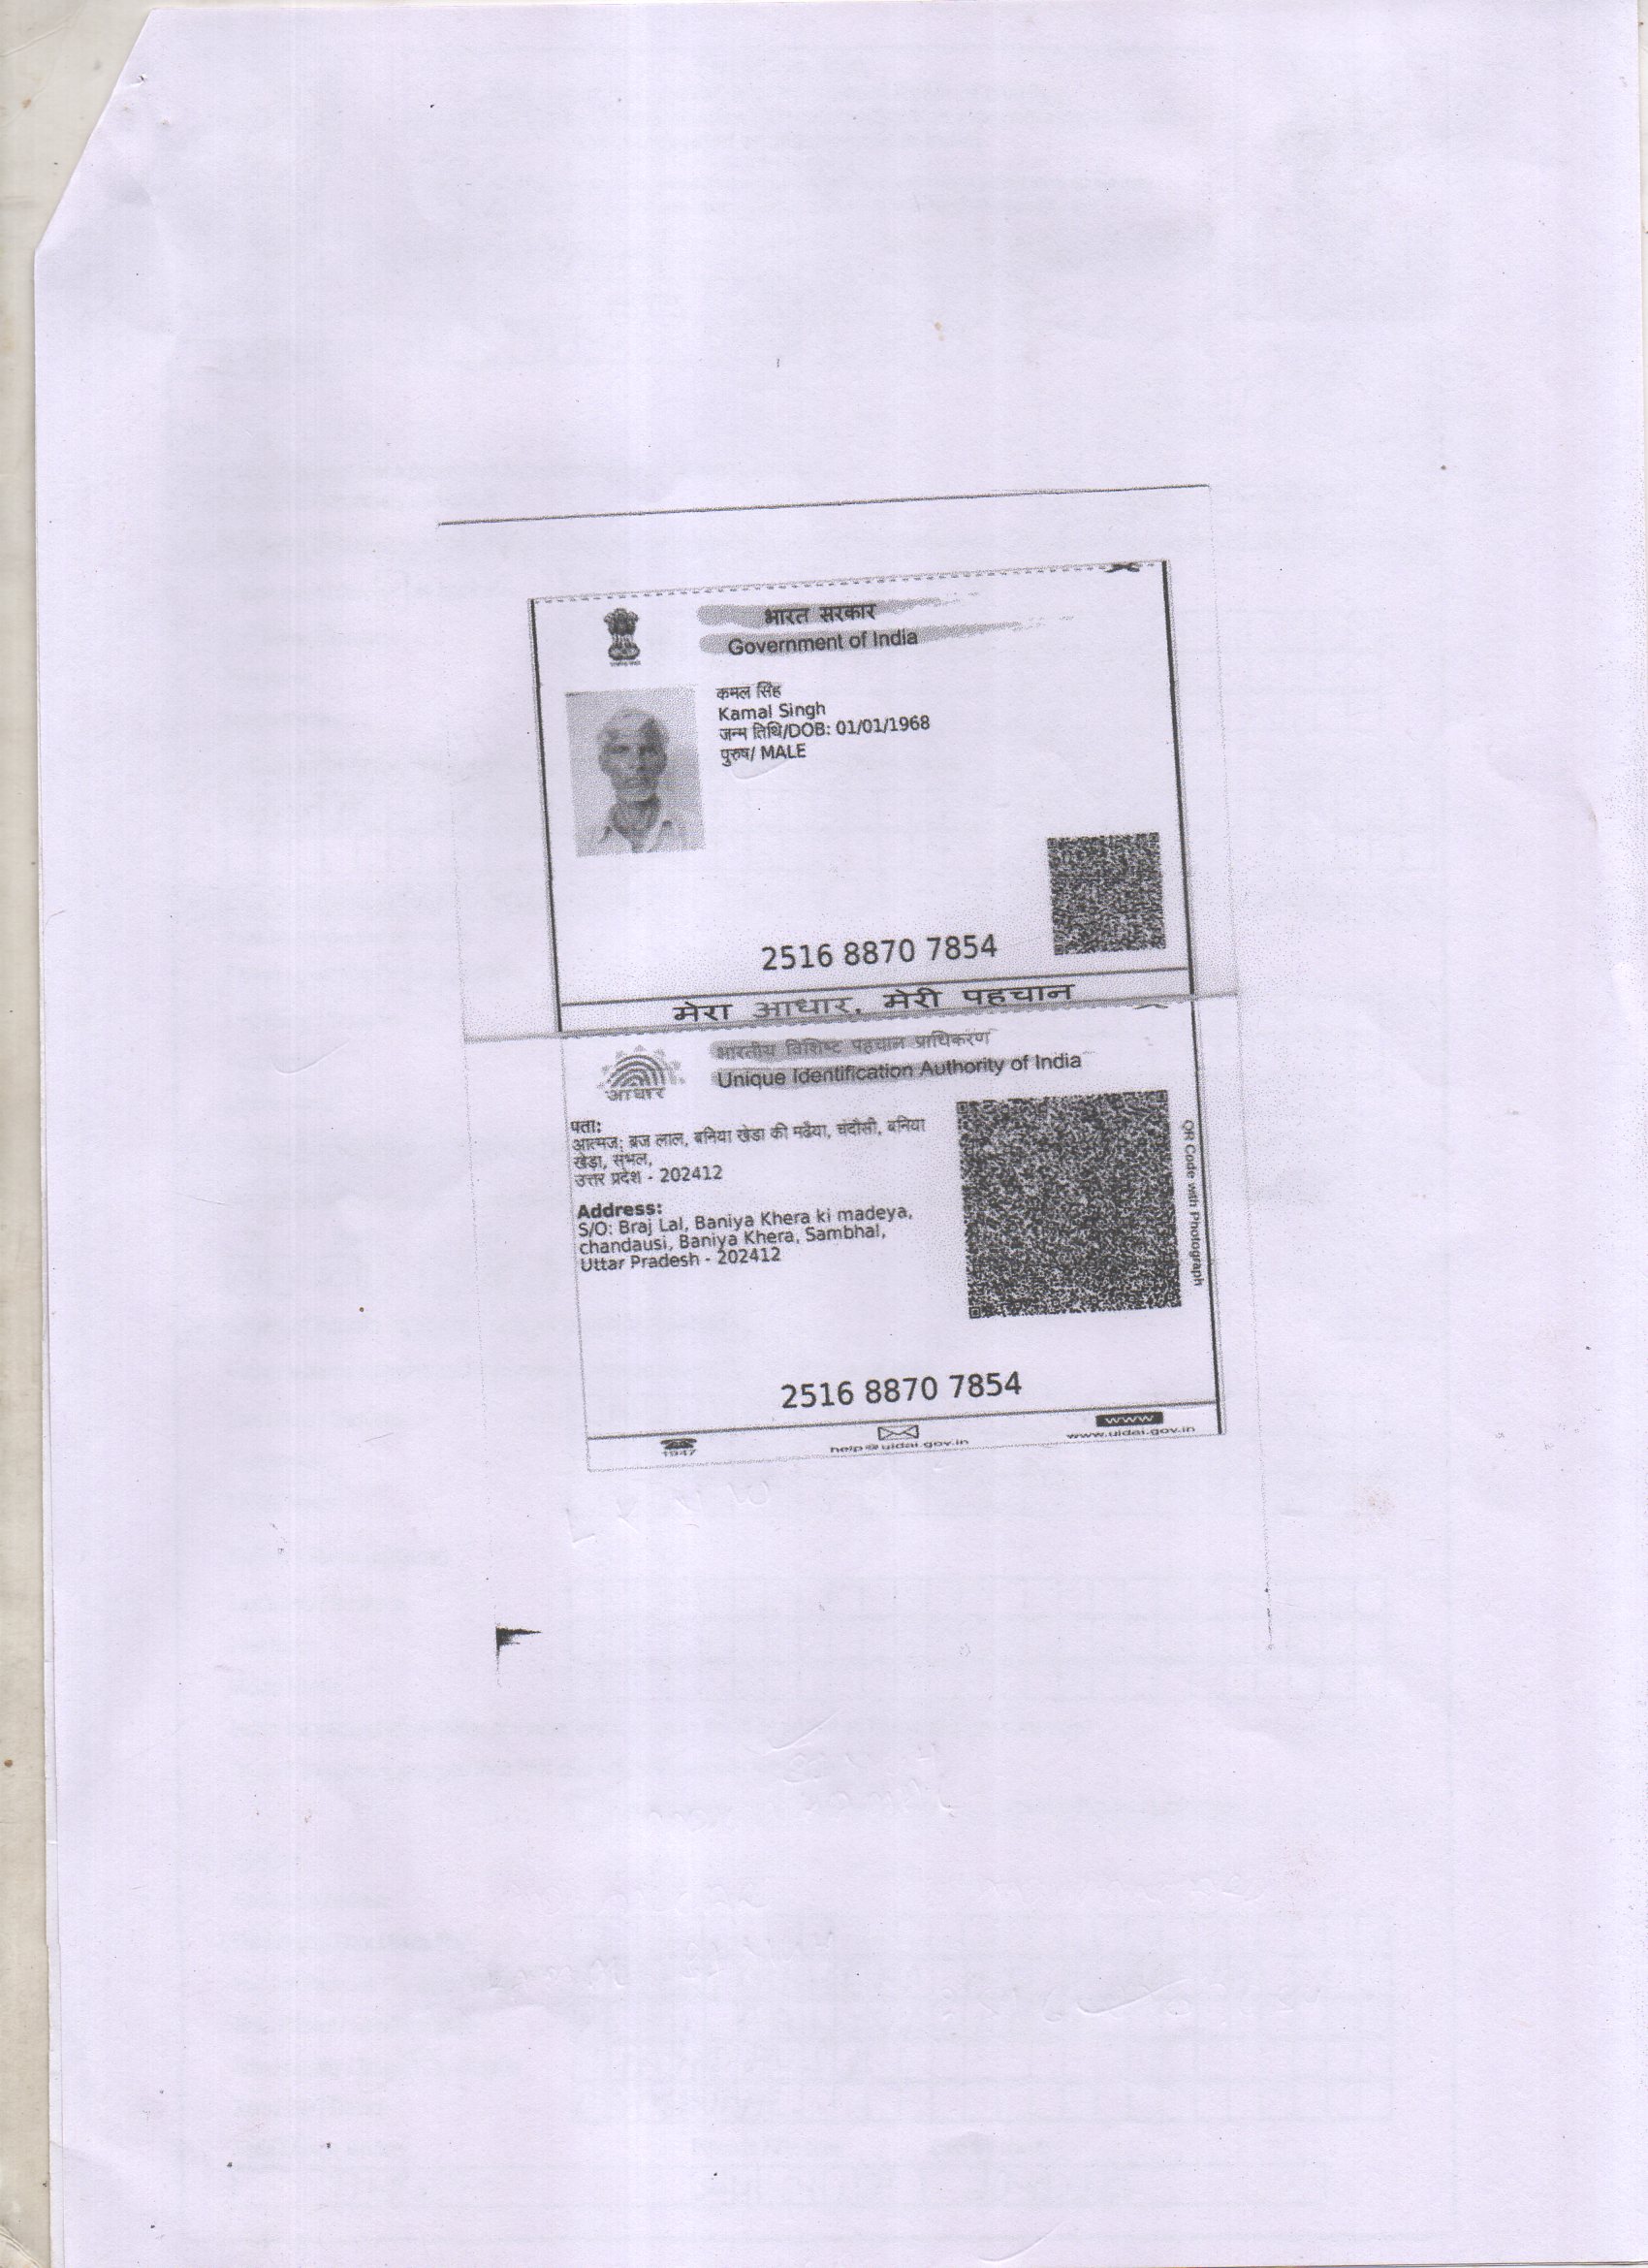 भारत सरकार
Government of India
कमल सिंह
Kamal Singh
जन्म तिथि/DOB: 01/01/1968
पुरुष/ MALE
2516 8870 7854
मेरा आधार, मेरी पहचान
भारतीय विशिष्ट पहचान प्राधिकरण
Unique Identification Authority of India
आधार
पता:
आत्मज: ब्रज लाल, बनिया खेडा की मढैया, चंदौसी, बनिया
खेड़ा, संभल,
उत्तर प्रदेश - 202412
Address:
S/O: Braj Lal, Baniya Khera ki madeya,
chandausi, Baniya Khera, Sambhal,
Uttar Pradesh - 202412
QR Code with Photograph
2516 8870 7854
1947
help@uidai.gov.in
www
www.uidai.gov.in